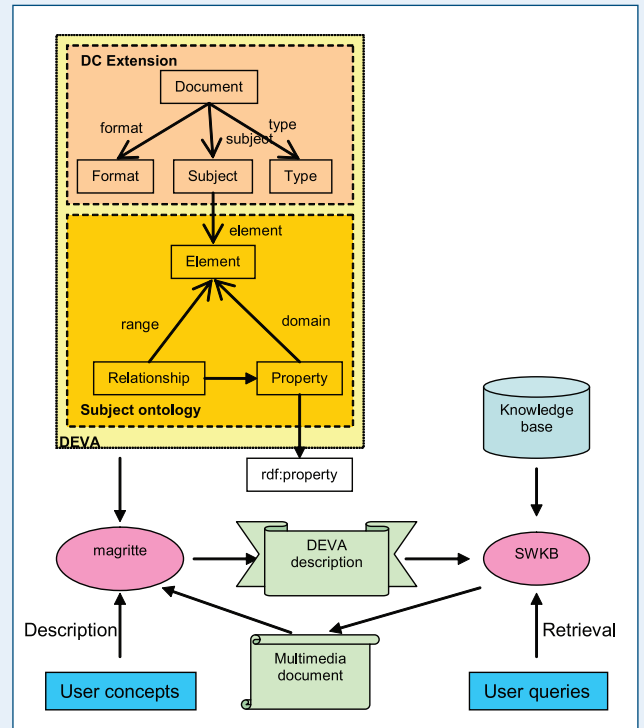 DC Extension
Document
format
subject
type
Format
Subject
Type
element
Element
range
domain
Relationship
Property
Subject ontology
DEVA
rdf:property
Knowledge
base
magritte
DEVA
description
SWKB
Description
Retrieval
Multimedia
document
User concepts
User queries